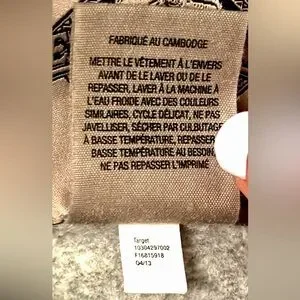 FABRIQUÉ AU CAMBODGE
METTRE LE VÊTEMENT À L'ENVERS
AVANT DE LAVER OU DE LE
REPASSER, LAVER À LA MACHINE À
L'EAU FROIDE AVEC DES COULEURS
SIMILAIRES, CYCLE DÉLICAT, NE PAS
JAVELLISER, SÉCHER PAR CULBUTAGE
À BASSE TEMPÉRATURE, REPASSER
BASSE TEMPÉRATURE AU BESOIN,
NE PAS REPASSER L'IMPRIMÉ
Target
10304297002
F16815918
04/13